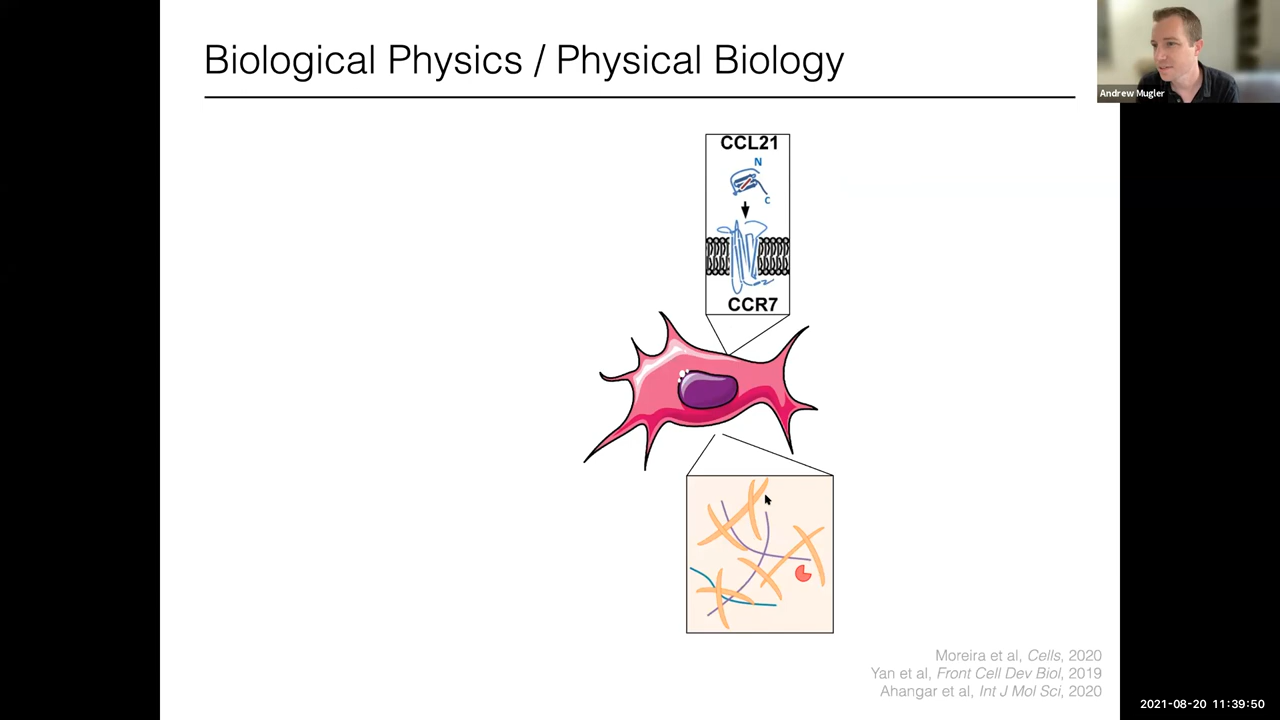 Biological Physics / Physical Biology
Andrew Mugler
CCL21
N
C
CCR7
Moreira et al, Cells, 2020
Yan et al, Front Cell Dev Biol, 2019
Ahangar et al, Int J Mol Sci, 2020
2021-08-20 11:39:50